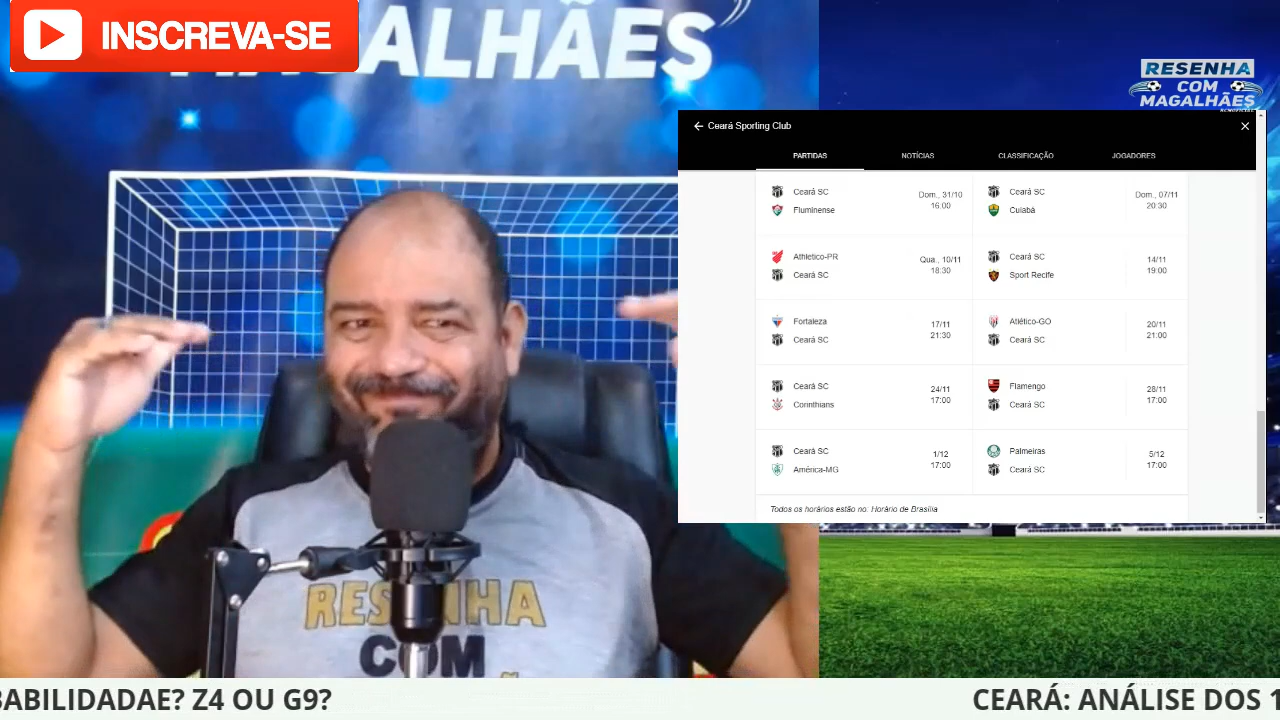 INSCREVA-SE
MAGALHÃES
RESENHA
COM
MAGALHÃES
Ceará Sporting Club
PARTIDAS NOTÍCIAS CLASSIFICAÇÃO JOGADORES
Ceará SC
Fluminense
Dom., 31/10
16:00
Ceará SC
Cuiabá
Dom., 07/11
20:30
Athletico-PR
Ceará SC
Qua., 10/11
18:30
Ceará SC
Sport Recife
14/11
19:00
Fortaleza
Ceará SC
17/11
21:30
Atlético-GO
Ceará SC
20/11
21:00
Ceará SC
Corinthians
24/11
17:00
Flamengo
Ceará SC
28/11
17:00
Ceará SC
América-MG
1/12
17:00
Palmeiras
Ceará SC
5/12
17:00
Todos os horários estão no: Horário de Brasília
RESENHA
COM
BABILIDADAE? Z4 OU G9? CEARÁ: ANÁLISE DOS 1